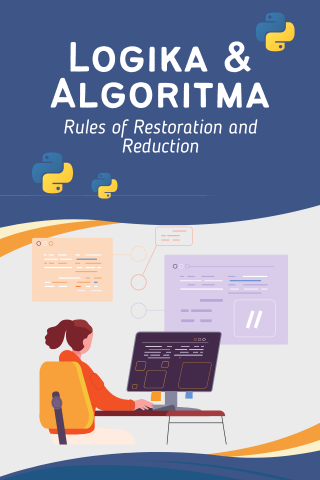 LOGIKA &
ALGORITMA
Rules of Restoration and
Reduction
//